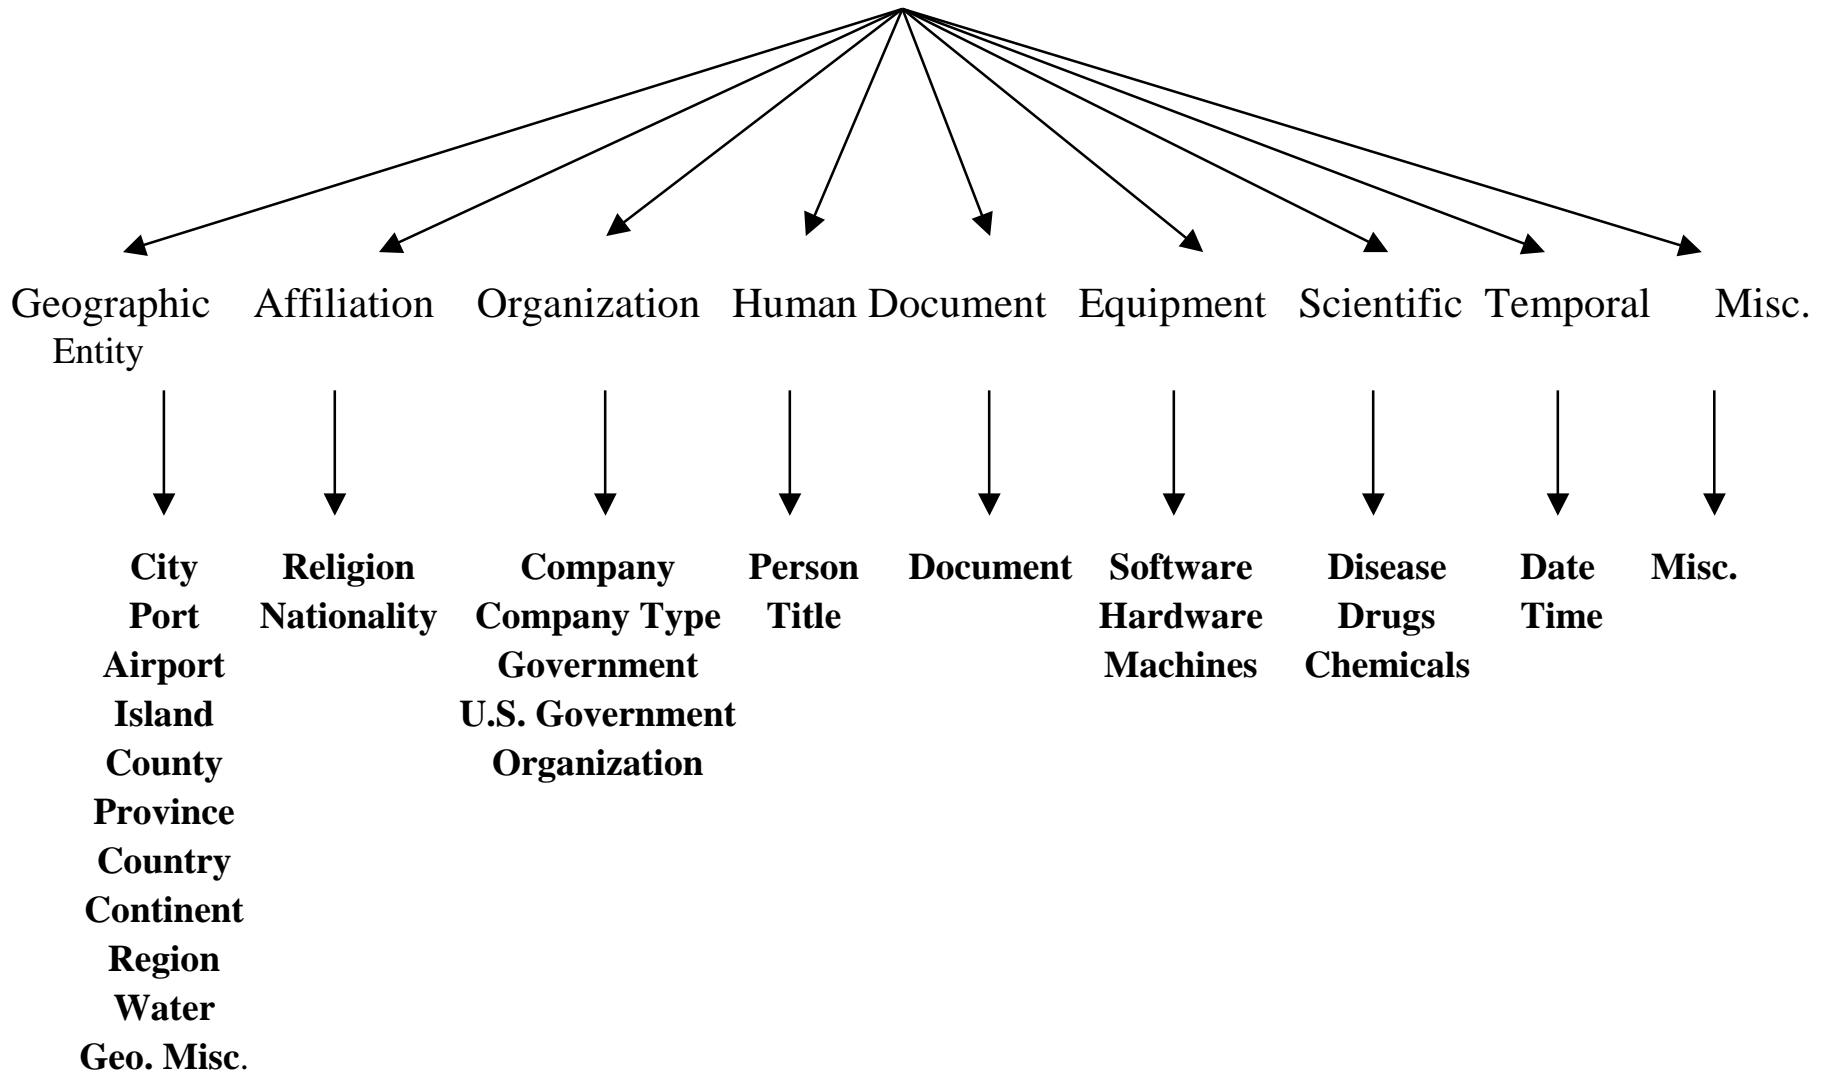 Geographic Affiliation Organization Human Document Equipment Scientific Temporal Misc.
Entity
City Religion Company Person Document Software Disease Date Misc.
Port Nationality Company Type Title Hardware Drugs Time
Airport Government Machines Chemicals
Island U.S. Government
County Organization
Province
Country
Continent
Region
Water
Geo. Misc.